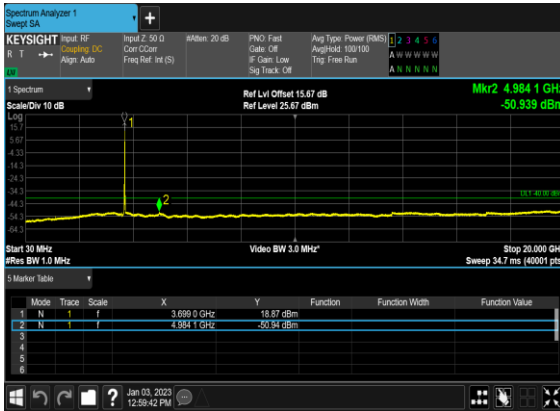 Spectrum Analyzer 1
Swept SA
+
KEYSIGHT Input: RF Input Z: 50 Ω #Atten: 20 dB PNO: Fast Avg Type: Power (RMS) 1 2 3 4 5 6
R T Coupling: DC Corr CCorr Gate: Off Avg|Hold: 100/100 A W W W W W
Align: Auto Freq Ref: Int (S) IF Gain: Low Trig: Free Run
Sig Track: Off A N N N N N
LXI
1 Spectrum Ref Lvl Offset 15.67 dB Mkr2 4.984 1 GHz
Scale/Div 10 dB Ref Level 25.67 dBm -50.939 dBm
Log
15.7
5.67
-4.33
-14.3
-24.3
-34.3
DL1 -40.00 dBm
-44.3
-54.3
-64.3
1
2
Start 30 MHz Video BW 3.0 MHz* Stop 20.000 GHz
#Res BW 1.0 MHz Sweep 34.7 ms (40001 pts)
5 Marker Table
Mode Trace Scale X Y Function Function Width Function Value
1 N 1 f 3.699 0 GHz 18.87 dBm
2 N 1 f 4.984 1 GHz -50.94 dBm
3
4
5
6
? Jan 03, 2023
12:59:42 PM